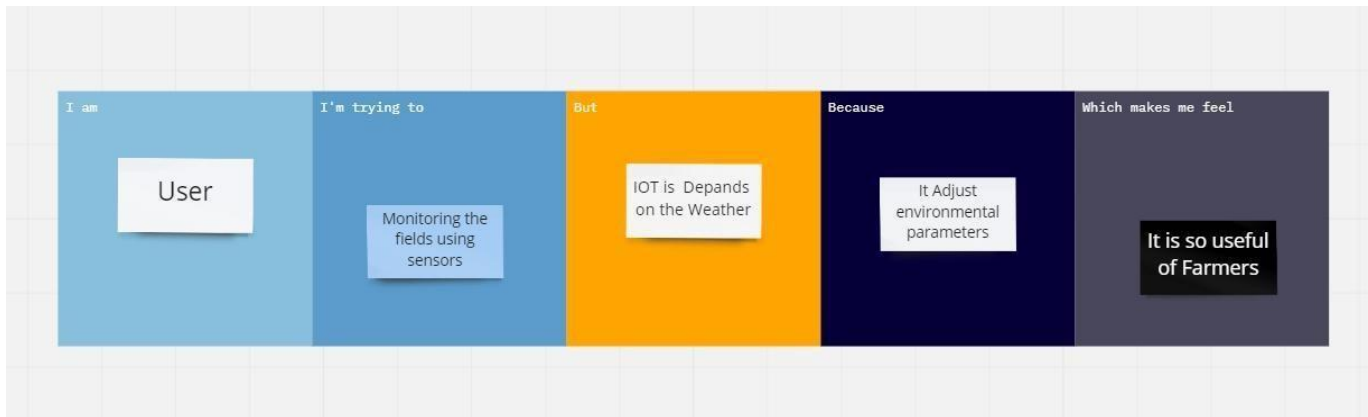 I am
User
I'm trying to
Monitoring the
fields using
sensors
But
IOT is  Depands
on the Weather
Because
It Adjust
environmental
parameters
Which makes me feel
It is so useful
of Farmers